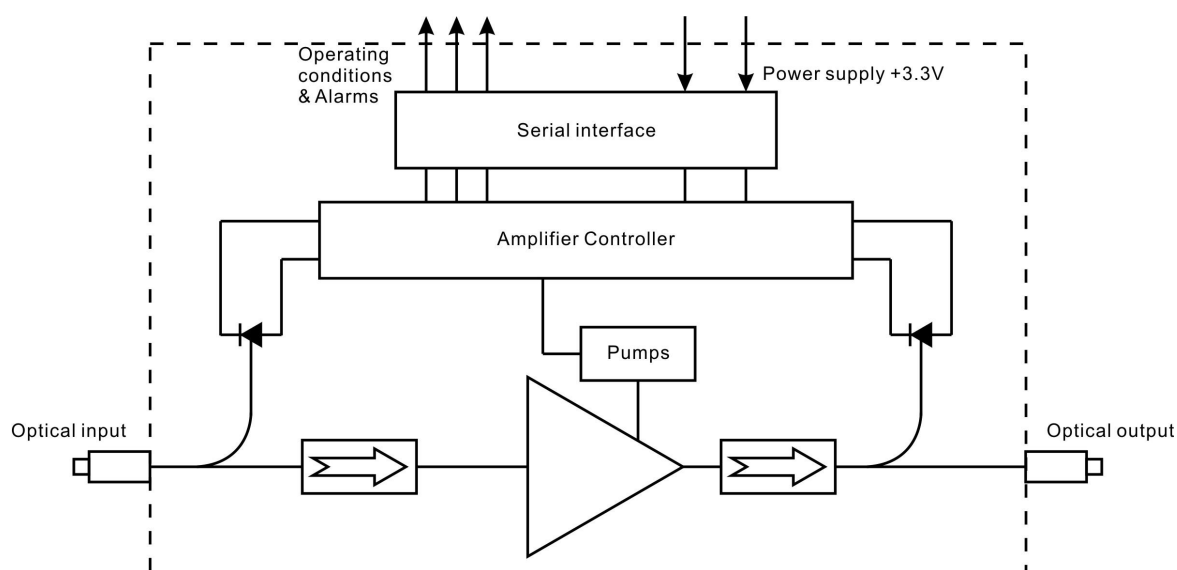 Operating
conditions
& Alarms
Power supply +3.3V
Serial interface
Amplifier Controller
Pumps
Optical input
Optical output